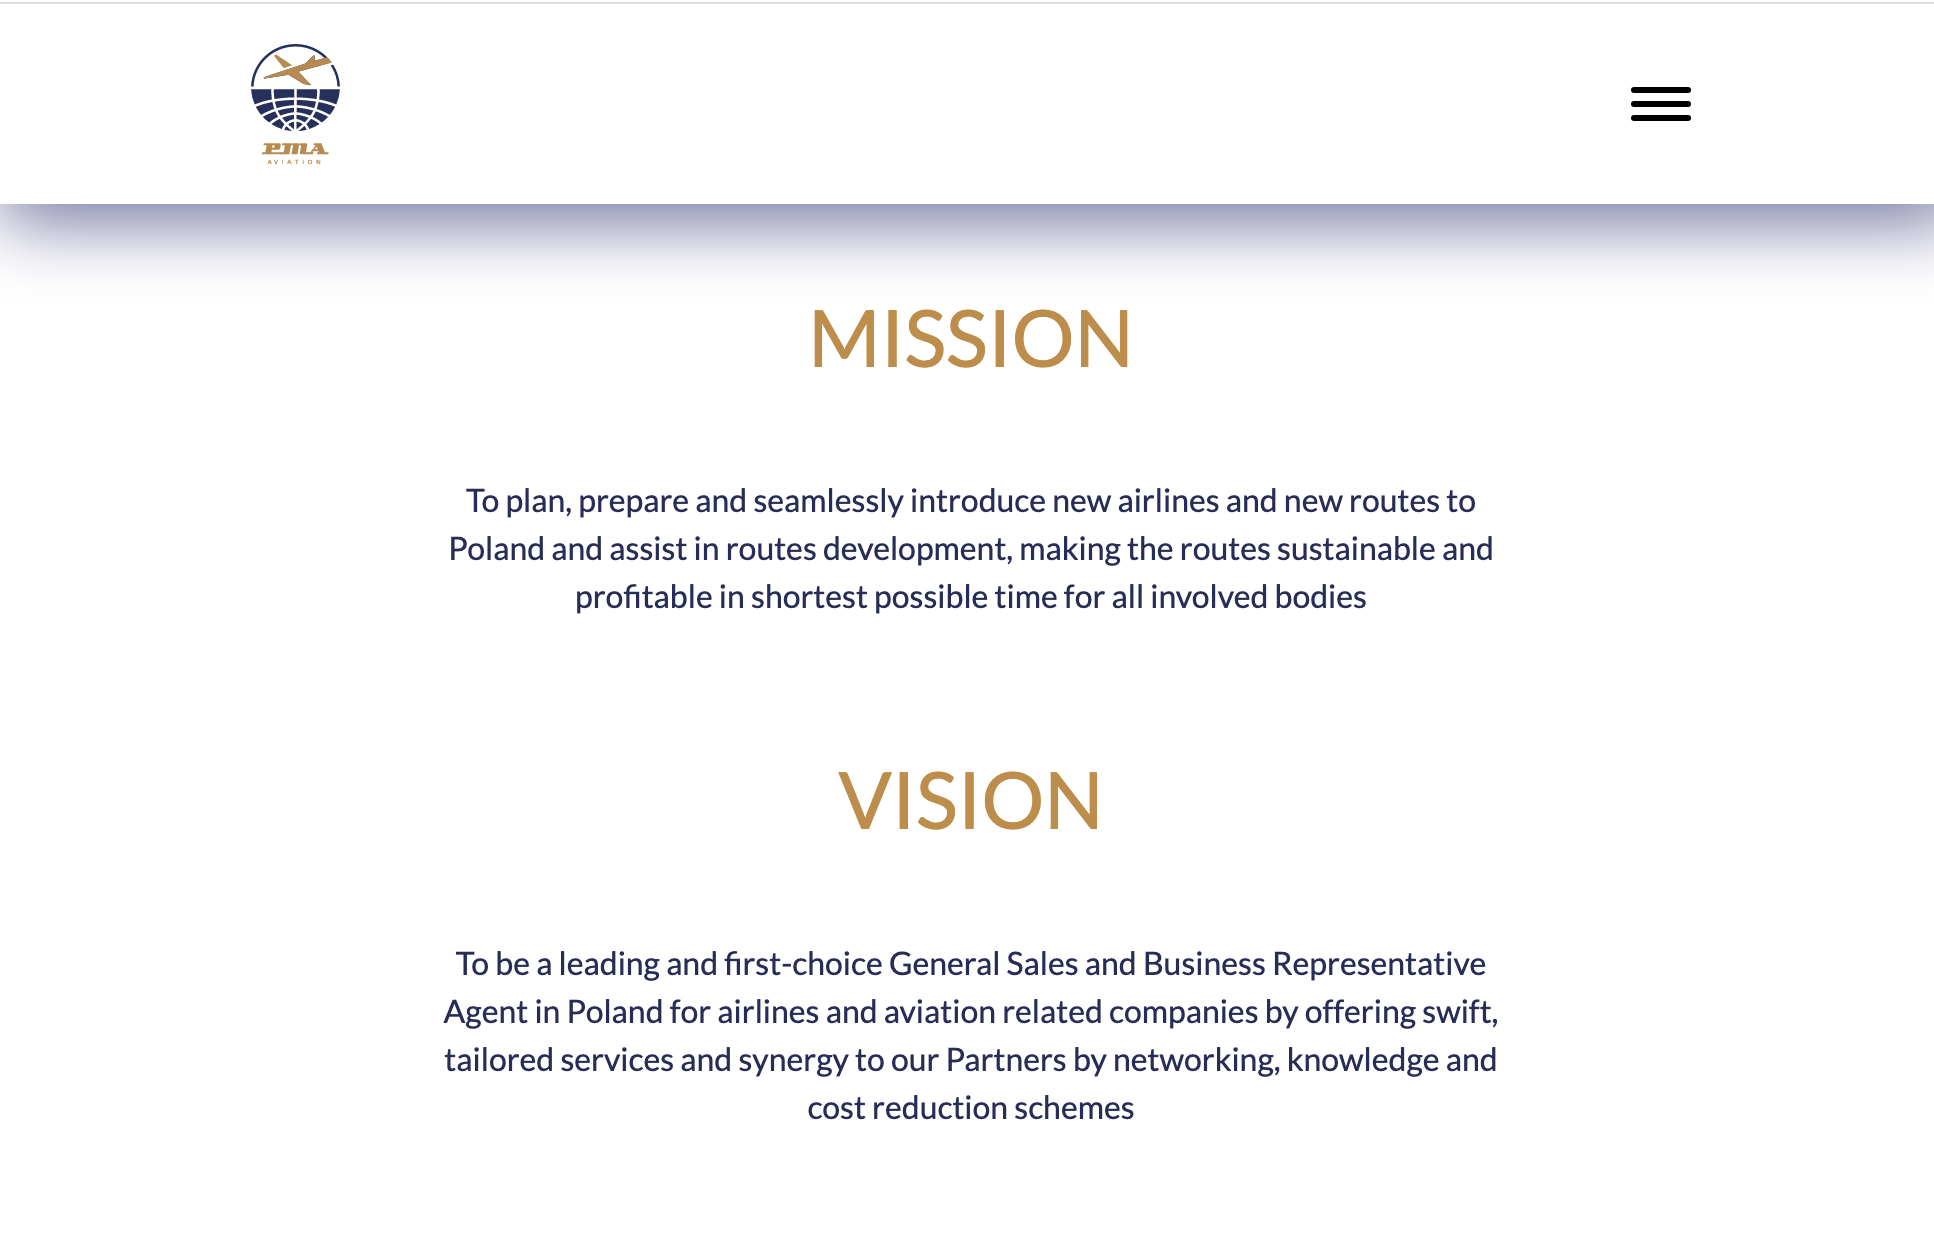 PMA
AVIATION
MISSION
To plan, prepare and seamlessly introduce new airlines and new routes to
Poland and assist in routes development, making the routes sustainable and
profitable in shortest possible time for all involved bodies
VISION
To be a leading and first-choice General Sales and Business Representative
Agent in Poland for airlines and aviation related companies by offering swift,
tailored services and synergy to our Partners by networking, knowledge and
cost reduction schemes